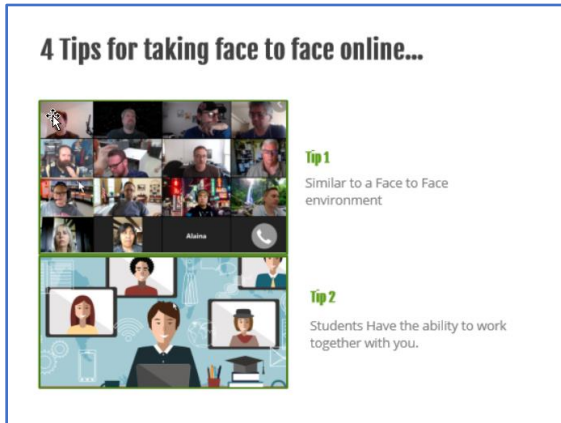 4 Tips for taking face to face online...
Alaina
Tip 1
Similar to a Face to Face
environment
Tip 2
Students Have the ability to work
together with you.